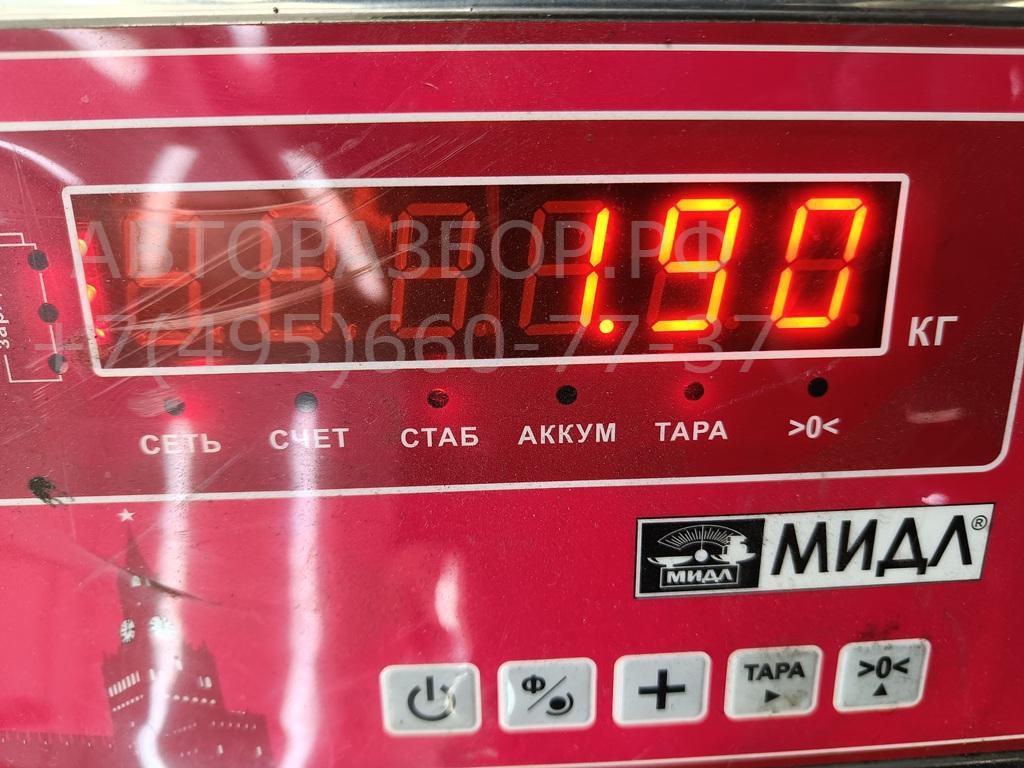 1.90
АВТОРАЗБОР.РФ
+7(495)660-77-37
КГ
СЕТЬ СЧЕТ СТАБ АККУМ ТАРА >0<
МИДЛ МИДЛ®
Ф ТАРА >0<